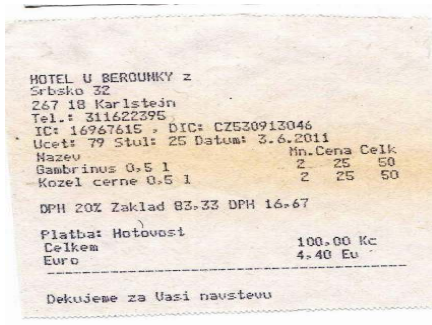 HOTEL U BEROUNKY z
Srbsko 32
267 18 Karlstejn
Tel.: 311622395
IC: 16967615 , DIC: CZ530913046
Ucet: 79 Stul: 25 Datum: 3.6.2011
Nazev Mn.Cena Celk
Gambrinus 0,5 l 2 25 50
Kozel cerne 0,5 l 2 25 50
DPH 20% Zaklad 83,33 DPH 16,67
Platba: Hotovost
Celkem 100,00 Kc
Euro 4,40 Eu
Dekujeme za Vasi navstevu